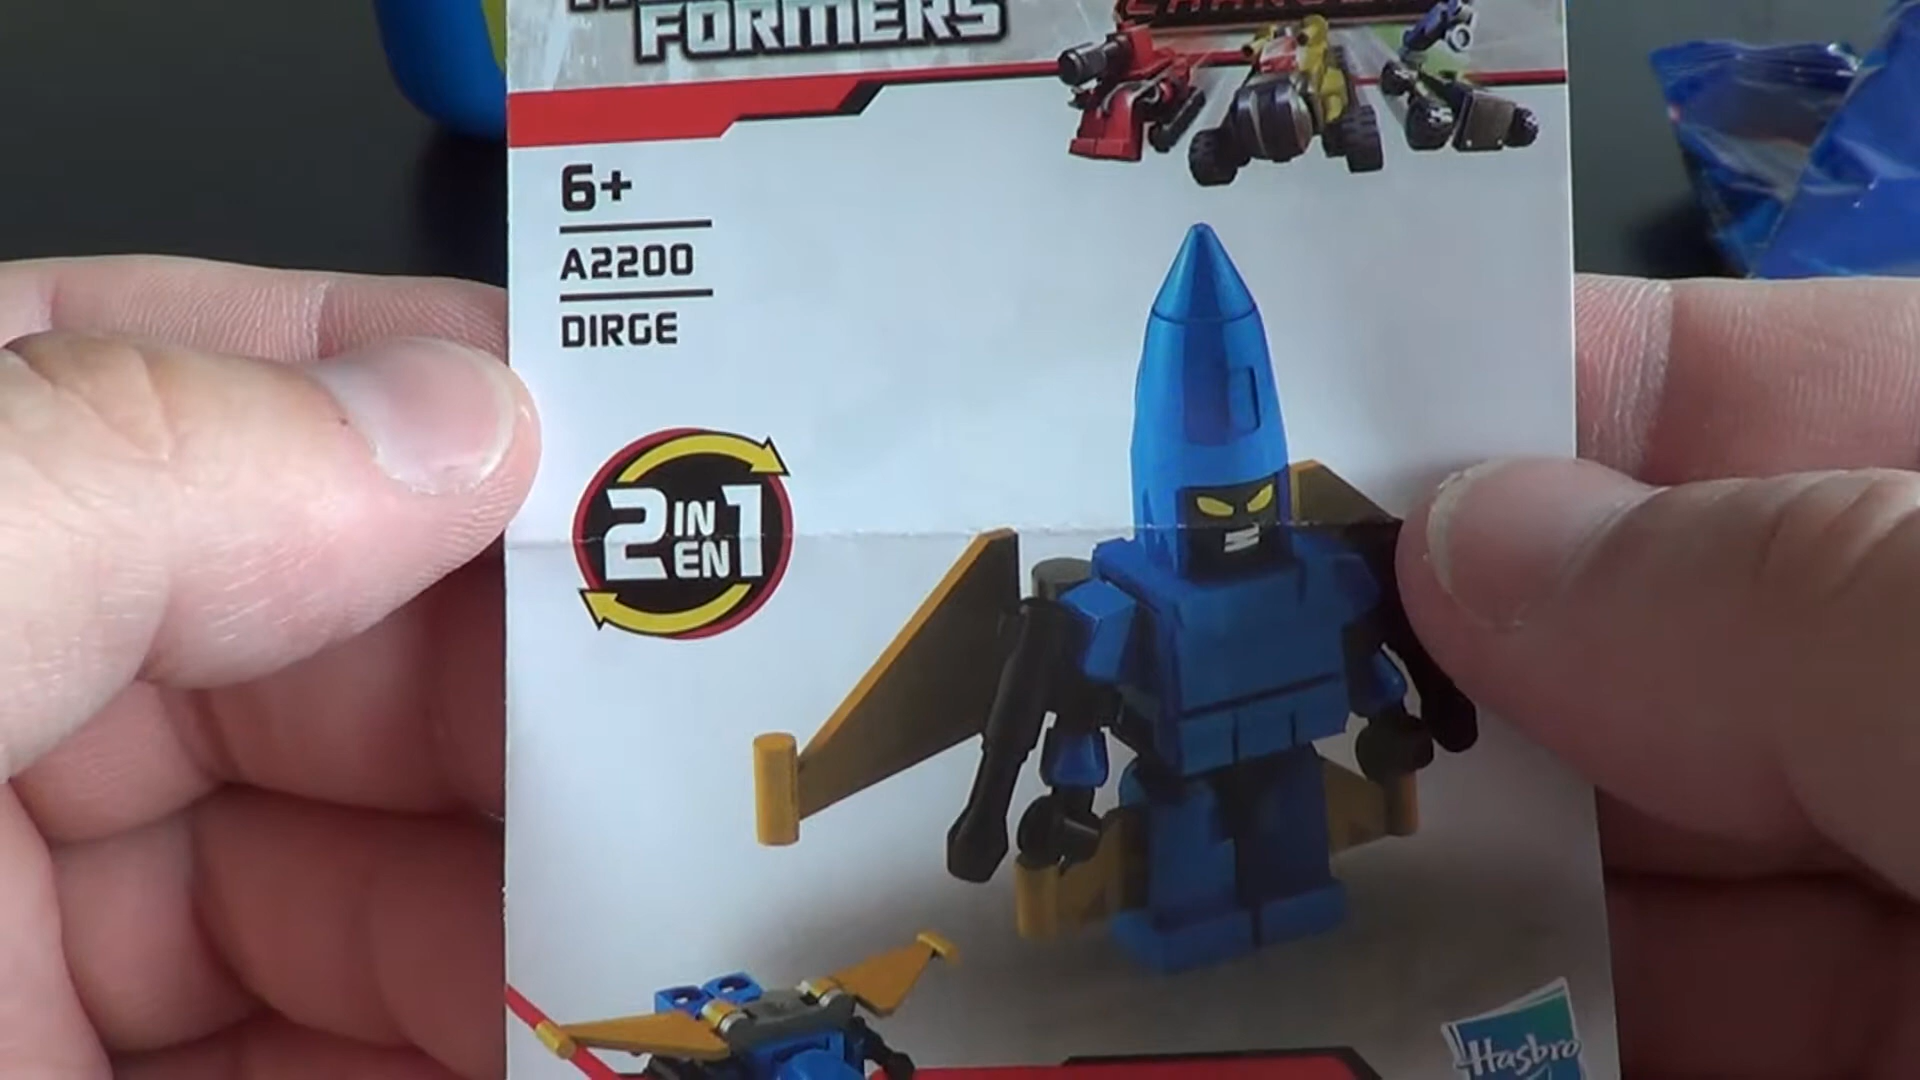 FORMERS
6+
A2200
DIRGE
2 IN EN 1
Hasbro